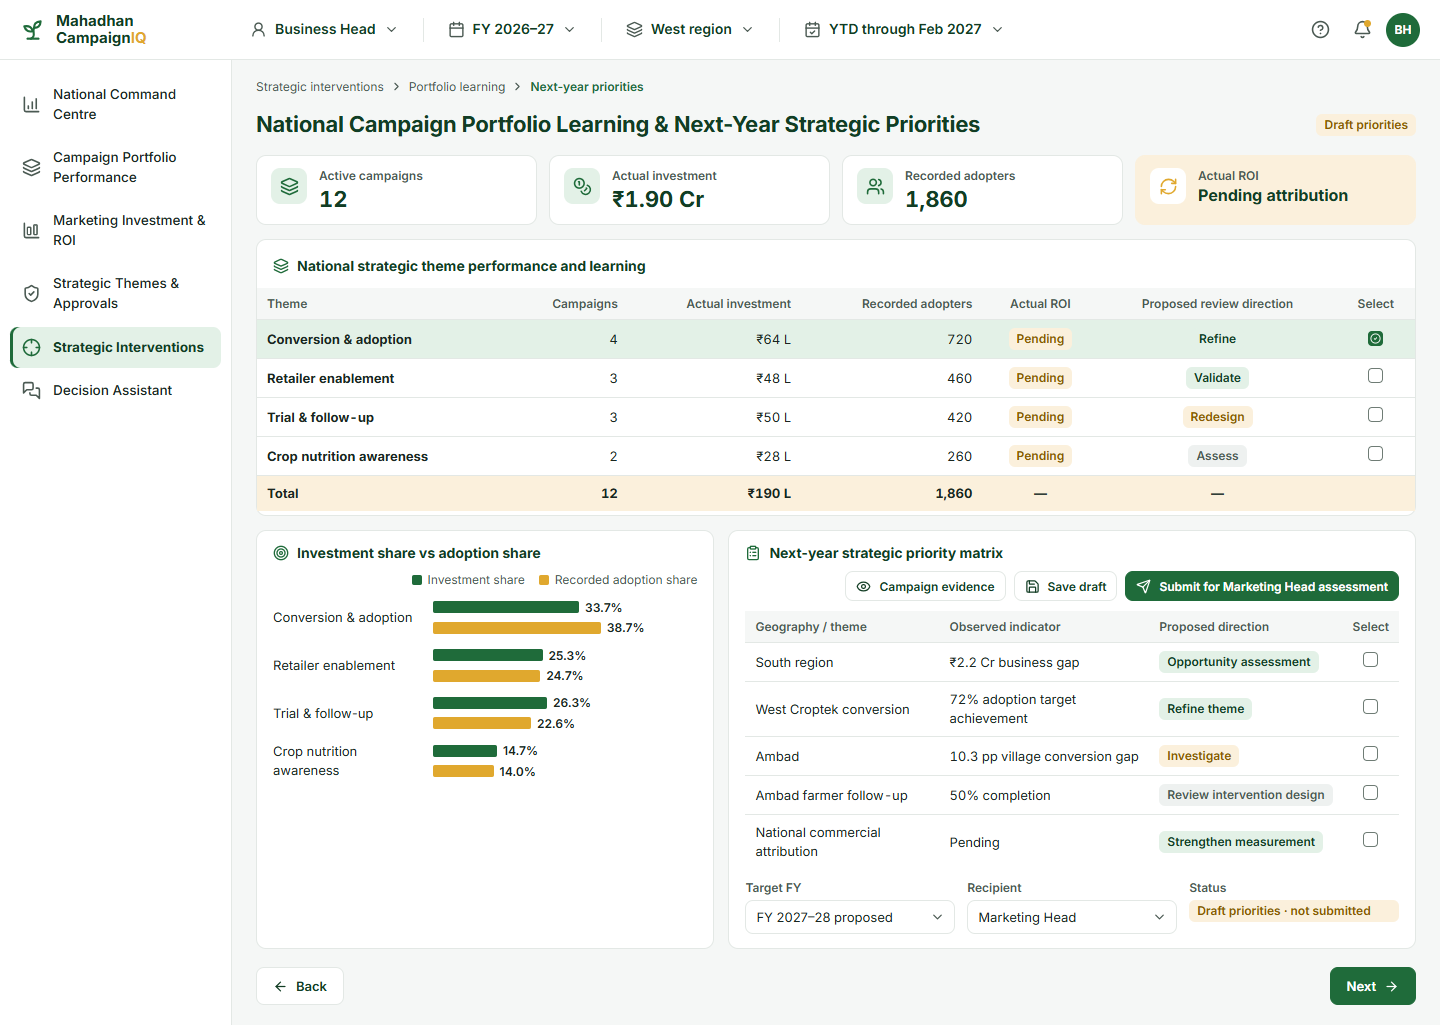 Mahadhan
CampaignIQ
Business Head
FY 2026–27
West region
YTD through Feb 2027
BH
National Command
Centre
Campaign Portfolio
Performance
Marketing Investment &
ROI
Strategic Themes &
Approvals
Strategic Interventions
Decision Assistant
Strategic interventions > Portfolio learning > Next-year priorities
National Campaign Portfolio Learning & Next-Year Strategic Priorities
Draft priorities
Active campaigns
12
Actual investment
₹1.90 Cr
Recorded adopters
1,860
Actual ROI
Pending attribution
National strategic theme performance and learning
Theme Campaigns Actual investment Recorded adopters Actual ROI Proposed review direction Select
Conversion & adoption 4 ₹64 L 720 Pending Refine
Retailer enablement 3 ₹48 L 460 Pending Validate
Trial & follow-up 3 ₹50 L 420 Pending Redesign
Crop nutrition awareness 2 ₹28 L 260 Pending Assess
Total 12 ₹190 L 1,860 — —
Investment share vs adoption share
Investment share Recorded adoption share
Conversion & adoption
33.7%
38.7%
Retailer enablement
25.3%
24.7%
Trial & follow-up
26.3%
22.6%
Crop nutrition
awareness
14.7%
14.0%
Next-year strategic priority matrix
Campaign evidence
Save draft
Submit for Marketing Head assessment
Geography / theme Observed indicator Proposed direction Select
South region ₹2.2 Cr business gap Opportunity assessment
West Croptek conversion 72% adoption target
achievement Refine theme
Ambad 10.3 pp village conversion gap Investigate
Ambad farmer follow-up 50% completion Review intervention design
National commercial
attribution Pending Strengthen measurement
Target FY
FY 2027–28 proposed
Recipient
Marketing Head
Status
Draft priorities · not submitted
Back
Next